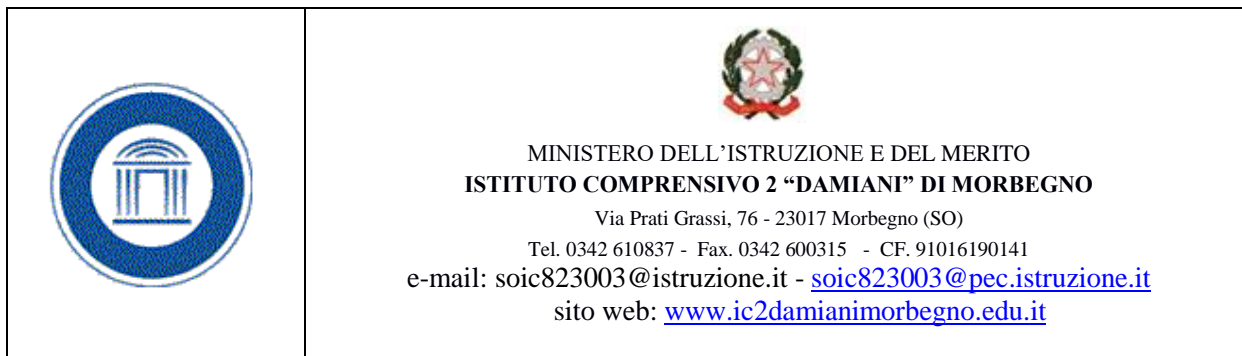 MINISTERO DELL’ISTRUZIONE E DEL MERITO
ISTITUTO COMPRENSIVO 2 “DAMIANI” DI MORBEGNO
Via Prati Grassi, 76 - 23017 Morbegno (SO)
Tel. 0342 610837 - Fax. 0342 600315 - CF. 91016190141
e-mail: soic823003@istruzione.it - soic823003@pec.istruzione.it
sito web: www.ic2damianimorbegno.edu.it